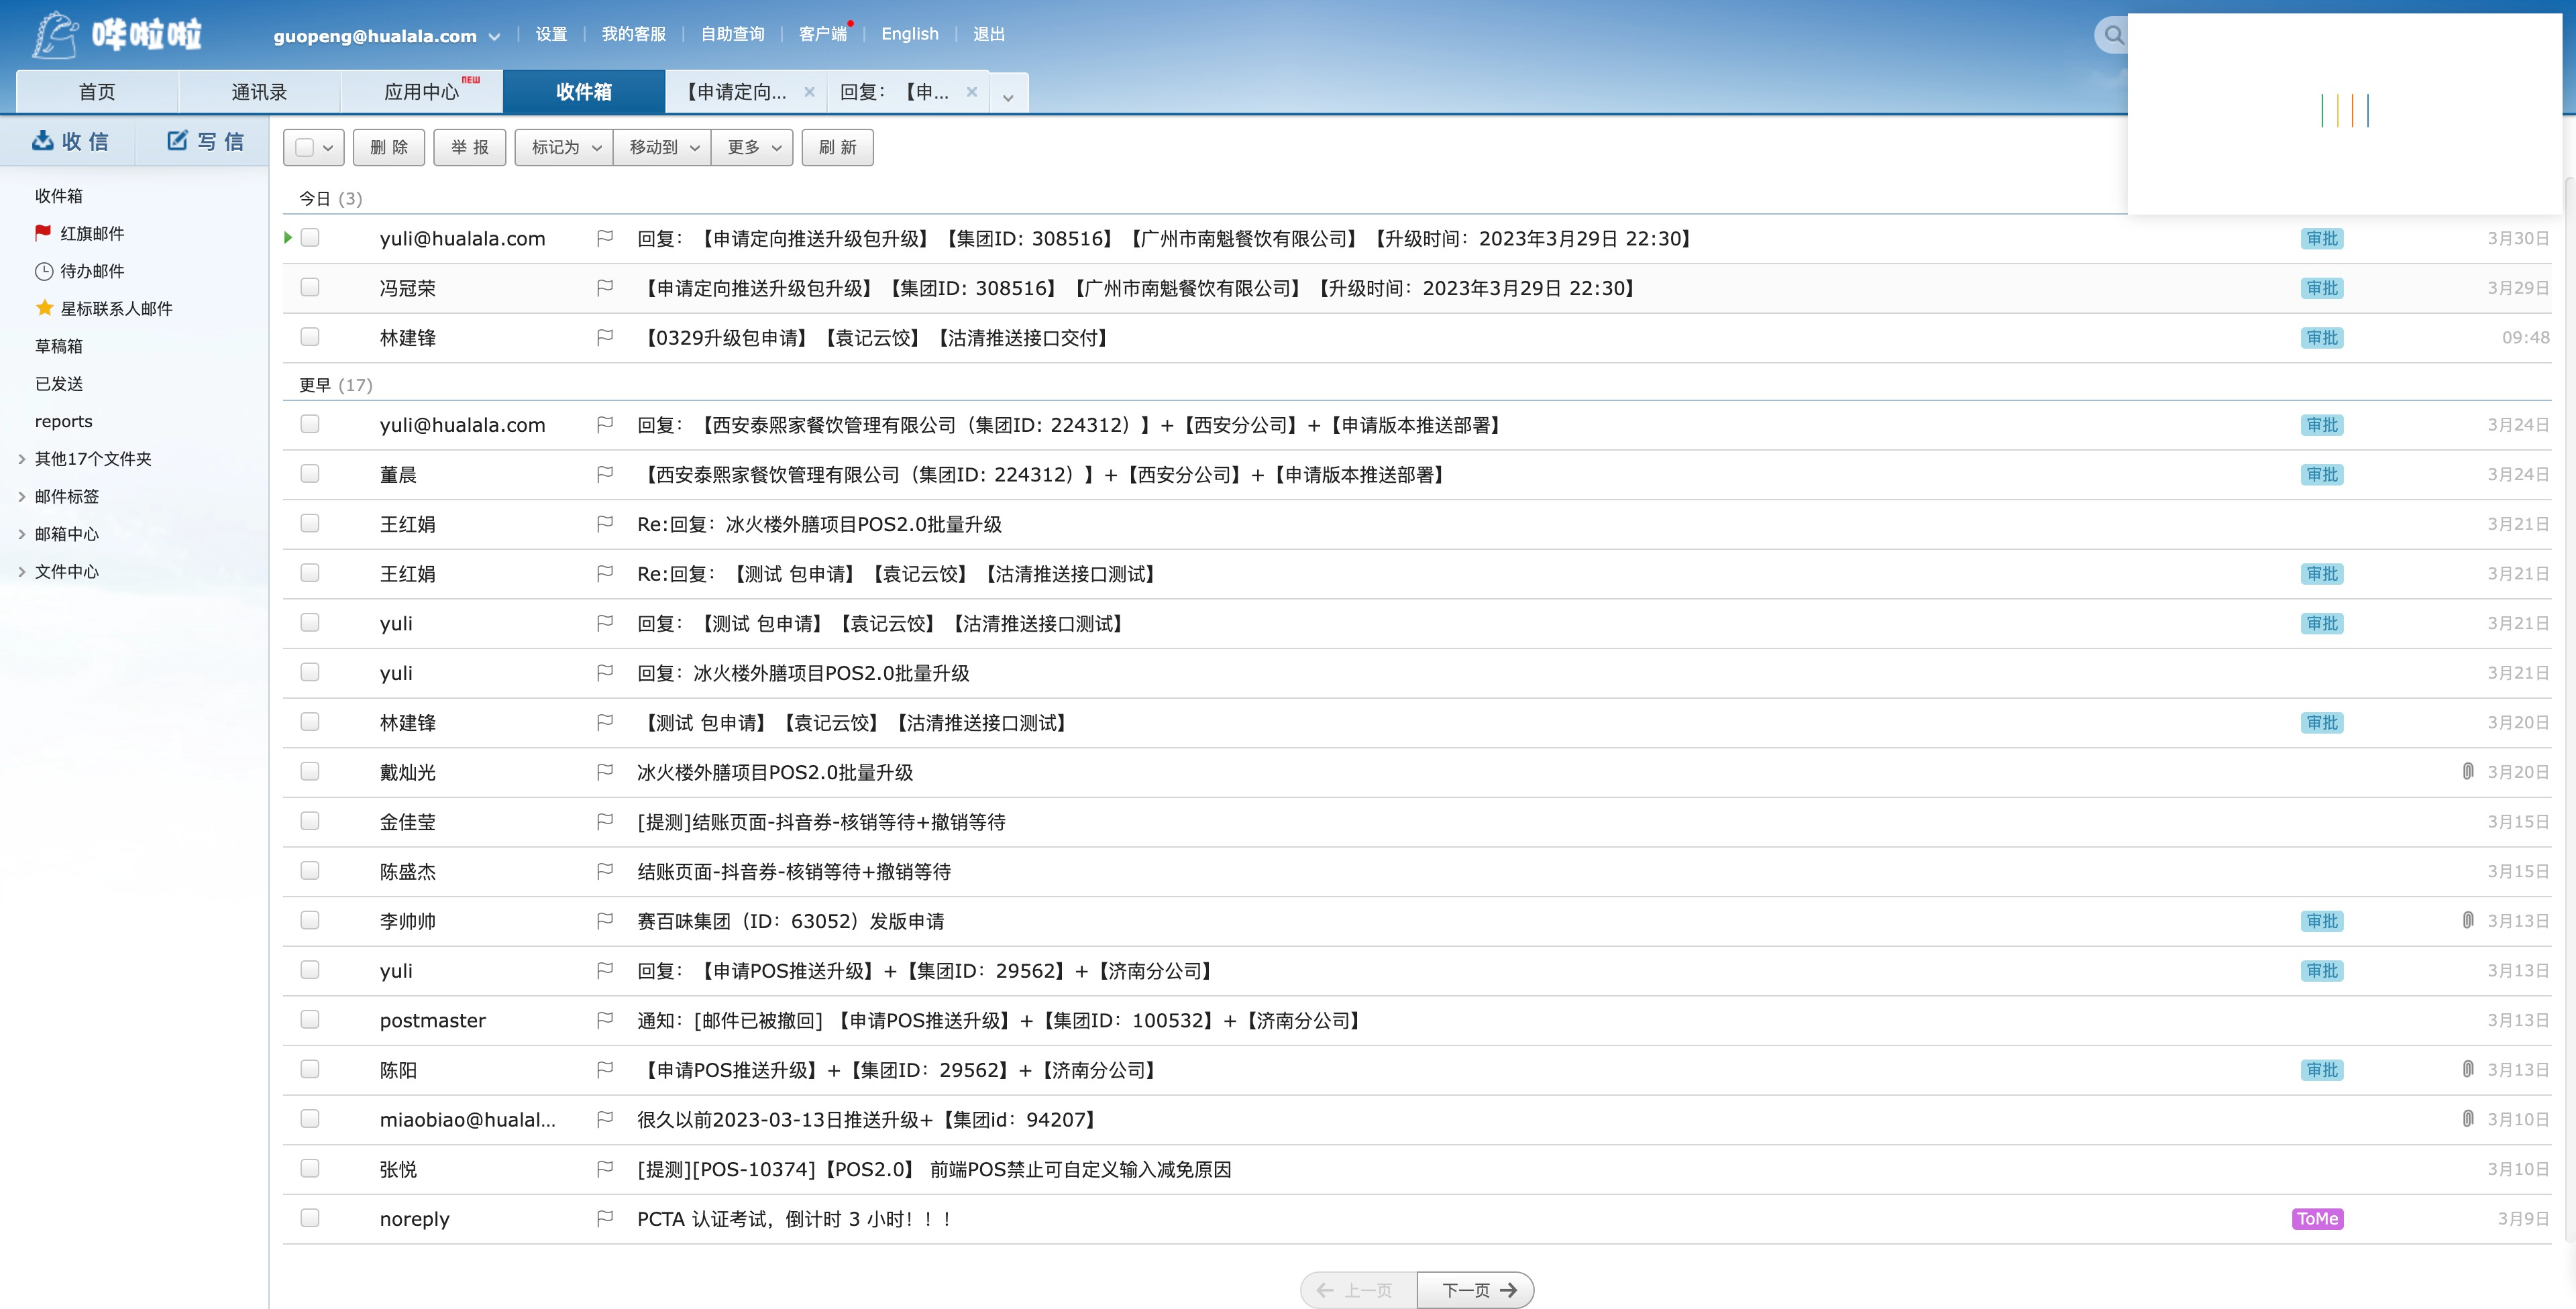 哗啦啦
guopeng@hualala.com 设置 我的客服 自助查询 客户端 English 退出
首页 通讯录 应用中心 NEW 收件箱 【申请定向... × 回复：【申... ×
收信 写信 删除 举报 标记为 移动到 更多 刷新
收件箱
红旗邮件
待办邮件
星标联系人邮件
草稿箱
已发送
reports
其他17个文件夹
邮件标签
邮箱中心
文件中心
今日 (3)
yuli@hualala.com 回复：【申请定向推送升级包升级】【集团ID: 308516】【广州市南魁餐饮有限公司】【升级时间：2023年3月29日 22:30】 审批 3月30日
冯冠荣 【申请定向推送升级包升级】【集团ID: 308516】【广州市南魁餐饮有限公司】【升级时间：2023年3月29日 22:30】 审批 3月29日
林建锋 【0329升级包申请】【袁记云饺】【沽清推送接口交付】 审批 09:48
更早 (17)
yuli@hualala.com 回复：【西安泰熙家餐饮管理有限公司（集团ID: 224312）】+【西安分公司】+【申请版本推送部署】 审批 3月24日
董晨 【西安泰熙家餐饮管理有限公司（集团ID: 224312）】+【西安分公司】+【申请版本推送部署】 审批 3月24日
王红娟 Re:回复：冰火楼外膳项目POS2.0批量升级 3月21日
王红娟 Re:回复：【测试 包申请】【袁记云饺】【沽清推送接口测试】 审批 3月21日
yuli 回复：【测试 包申请】【袁记云饺】【沽清推送接口测试】 审批 3月21日
yuli 回复：冰火楼外膳项目POS2.0批量升级 3月21日
林建锋 【测试 包申请】【袁记云饺】【沽清推送接口测试】 审批 3月20日
戴灿光 冰火楼外膳项目POS2.0批量升级 3月20日
金佳莹 [提测]结账页面-抖音券-核销等待+撤销等待 3月15日
陈盛杰 结账页面-抖音券-核销等待+撤销等待 3月15日
李帅帅 赛百味集团（ID：63052）发版申请 审批 3月13日
yuli 回复：【申请POS推送升级】+【集团ID：29562】+【济南分公司】 审批 3月13日
postmaster 通知：[邮件已被撤回] 【申请POS推送升级】+【集团ID：100532】+【济南分公司】 3月13日
陈阳 【申请POS推送升级】+【集团ID：29562】+【济南分公司】 审批 3月13日
miaobiao@hualal... 很久以前2023-03-13日推送升级+【集团id：94207】 3月10日
张悦 [提测][POS-10374]【POS2.0】 前端POS禁止可自定义输入减免原因 3月10日
noreply PCTA 认证考试，倒计时 3 小时！！！ ToMe 3月9日
上一页 下一页